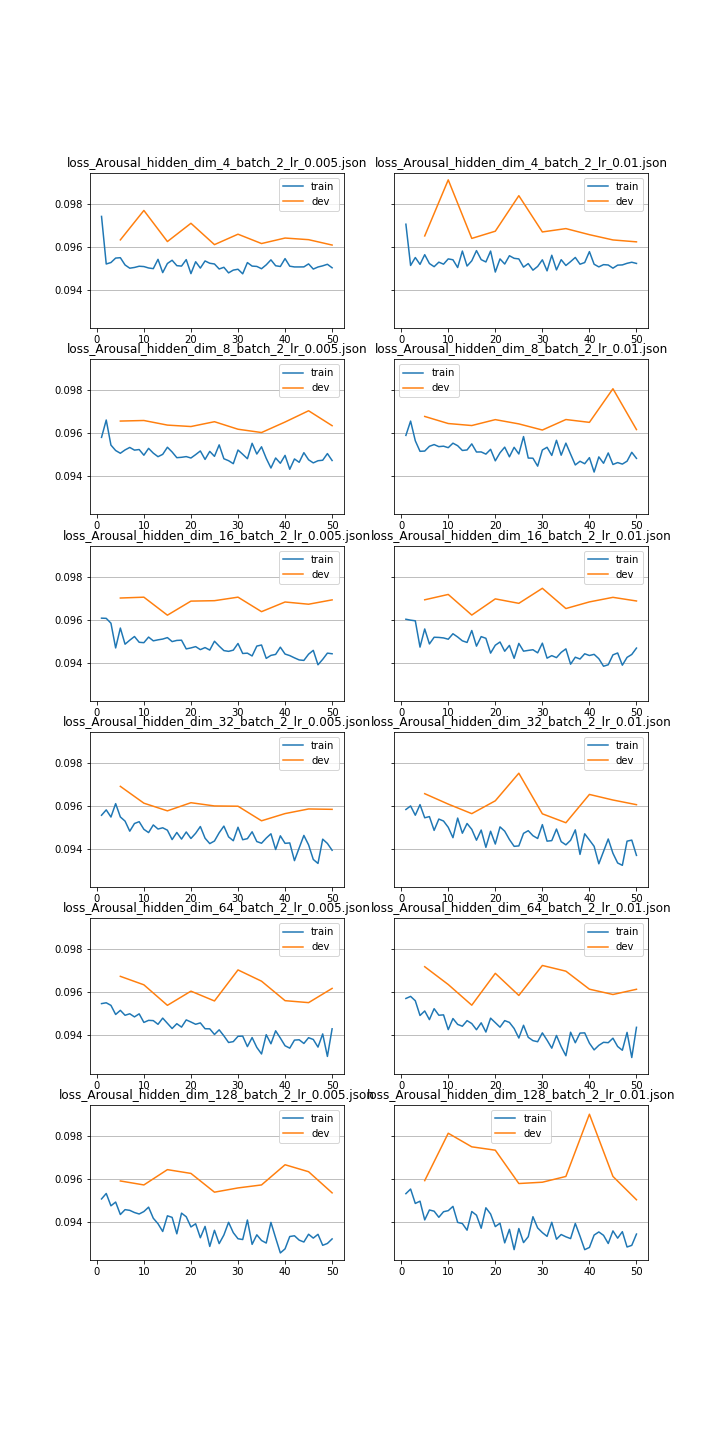 loss_Arousal_hidden_dim_4_batch_2_lr_0.005.json
train
dev
0.098
0.096
0.094
0 10 20 30 40 50
loss_Arousal_hidden_dim_4_batch_2_lr_0.01.json
train
dev
0 10 20 30 40 50
loss_Arousal_hidden_dim_8_batch_2_lr_0.005.json
train
dev
0.098
0.096
0.094
0 10 20 30 40 50
loss_Arousal_hidden_dim_8_batch_2_lr_0.01.json
train
dev
0 10 20 30 40 50
loss_Arousal_hidden_dim_16_batch_2_lr_0.005.json
train
dev
0.098
0.096
0.094
0 10 20 30 40 50
loss_Arousal_hidden_dim_16_batch_2_lr_0.01.json
train
dev
0 10 20 30 40 50
loss_Arousal_hidden_dim_32_batch_2_lr_0.005.json
train
dev
0.098
0.096
0.094
0 10 20 30 40 50
loss_Arousal_hidden_dim_32_batch_2_lr_0.01.json
train
dev
0 10 20 30 40 50
loss_Arousal_hidden_dim_64_batch_2_lr_0.005.json
train
dev
0.098
0.096
0.094
0 10 20 30 40 50
loss_Arousal_hidden_dim_64_batch_2_lr_0.01.json
train
dev
0 10 20 30 40 50
loss_Arousal_hidden_dim_128_batch_2_lr_0.005.json
train
dev
0.098
0.096
0.094
0 10 20 30 40 50
loss_Arousal_hidden_dim_128_batch_2_lr_0.01.json
train
dev
0 10 20 30 40 50